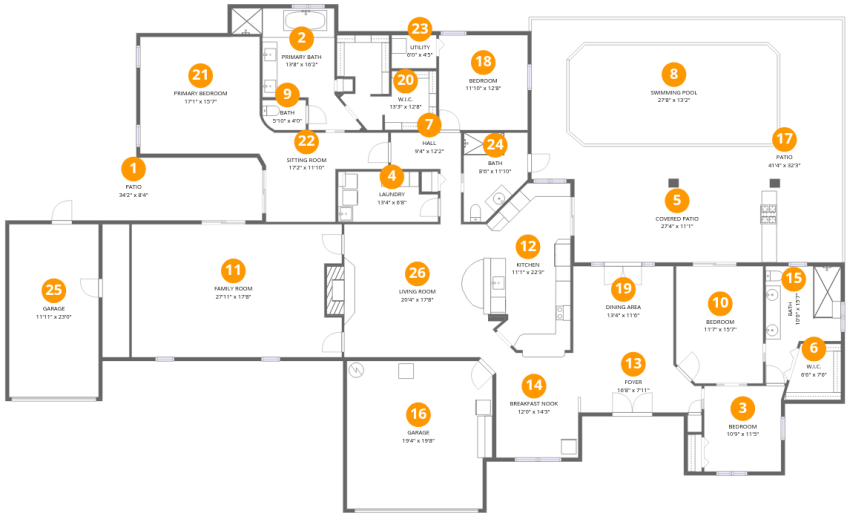 23
UTILITY
6'0" x 4'5"
2
PRIMARY BATH
13'8" x 16'2"
18
BEDROOM
11'10" x 12'8"
21
PRIMARY BEDROOM
17'1" x 15'7"
20
W.I.C.
13'3" x 12'8"
8
SWIMMING POOL
27'8" x 13'2"
9
BATH
5'10" x 4'0"
7
HALL
9'4" x 12'2"
22
SITTING ROOM
17'2" x 11'10"
24
BATH
8'6" x 11'10"
17
PATIO
41'4" x 32'3"
1
PATIO
34'2" x 8'4"
4
LAUNDRY
13'4" x 6'8"
5
COVERED PATIO
27'4" x 11'1"
12
KITCHEN
11'1" x 22'3"
11
FAMILY ROOM
27'11" x 17'8"
26
LIVING ROOM
20'4" x 17'8"
25
GARAGE
11'11" x 23'0"
19
DINING AREA
13'4" x 11'6"
10
BEDROOM
11'7" x 15'7"
15
BATH
6
W.I.C.
6'6" x 7'6"
13
FOYER
16'8" x 7'11"
14
BREAKFAST NOOK
12'0" x 14'3"
16
GARAGE
19'4" x 19'8"
3
BEDROOM
10'9" x 11'5"